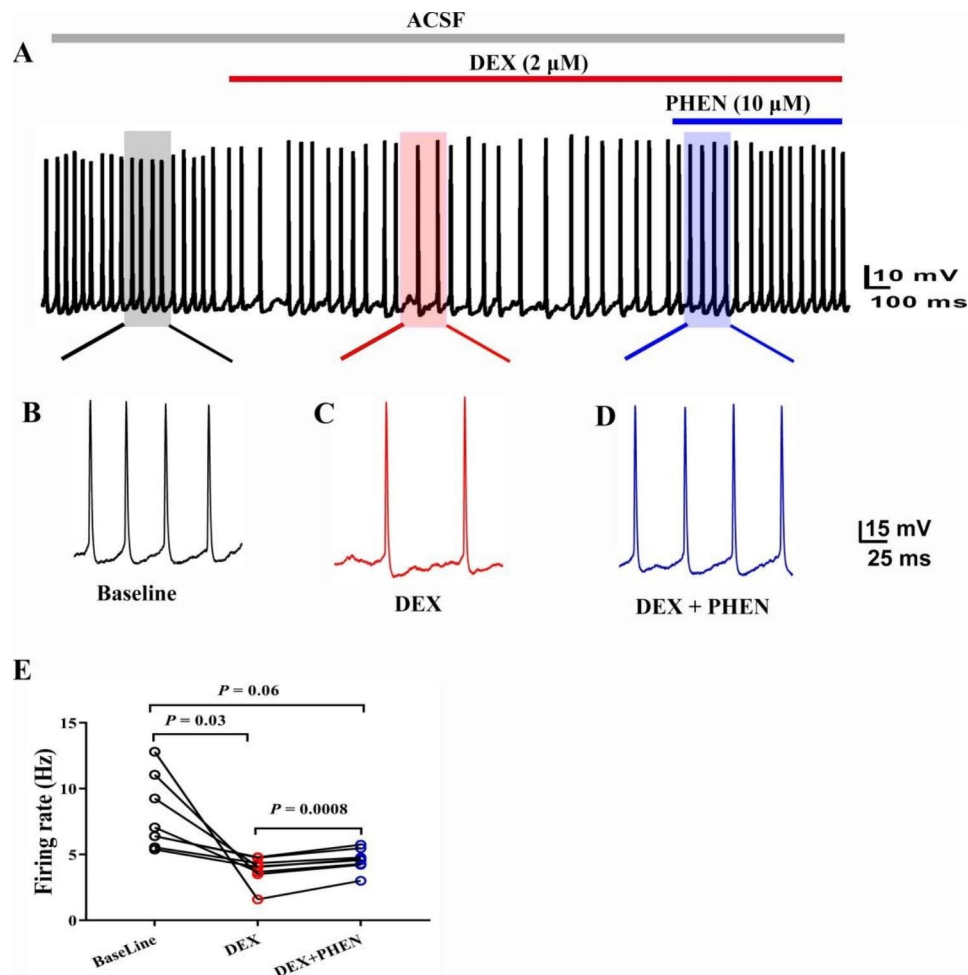 ACSF
A
DEX (2 μM)
PHEN (10 μM)
10 mV
100 ms
B
C
D
15 mV
25 ms
Baseline
DEX
DEX + PHEN
E
P = 0.06
P = 0.03
P = 0.0008
15
10
5
0
Firing rate (Hz)
BaseLine
DEX
DEX+PHEN